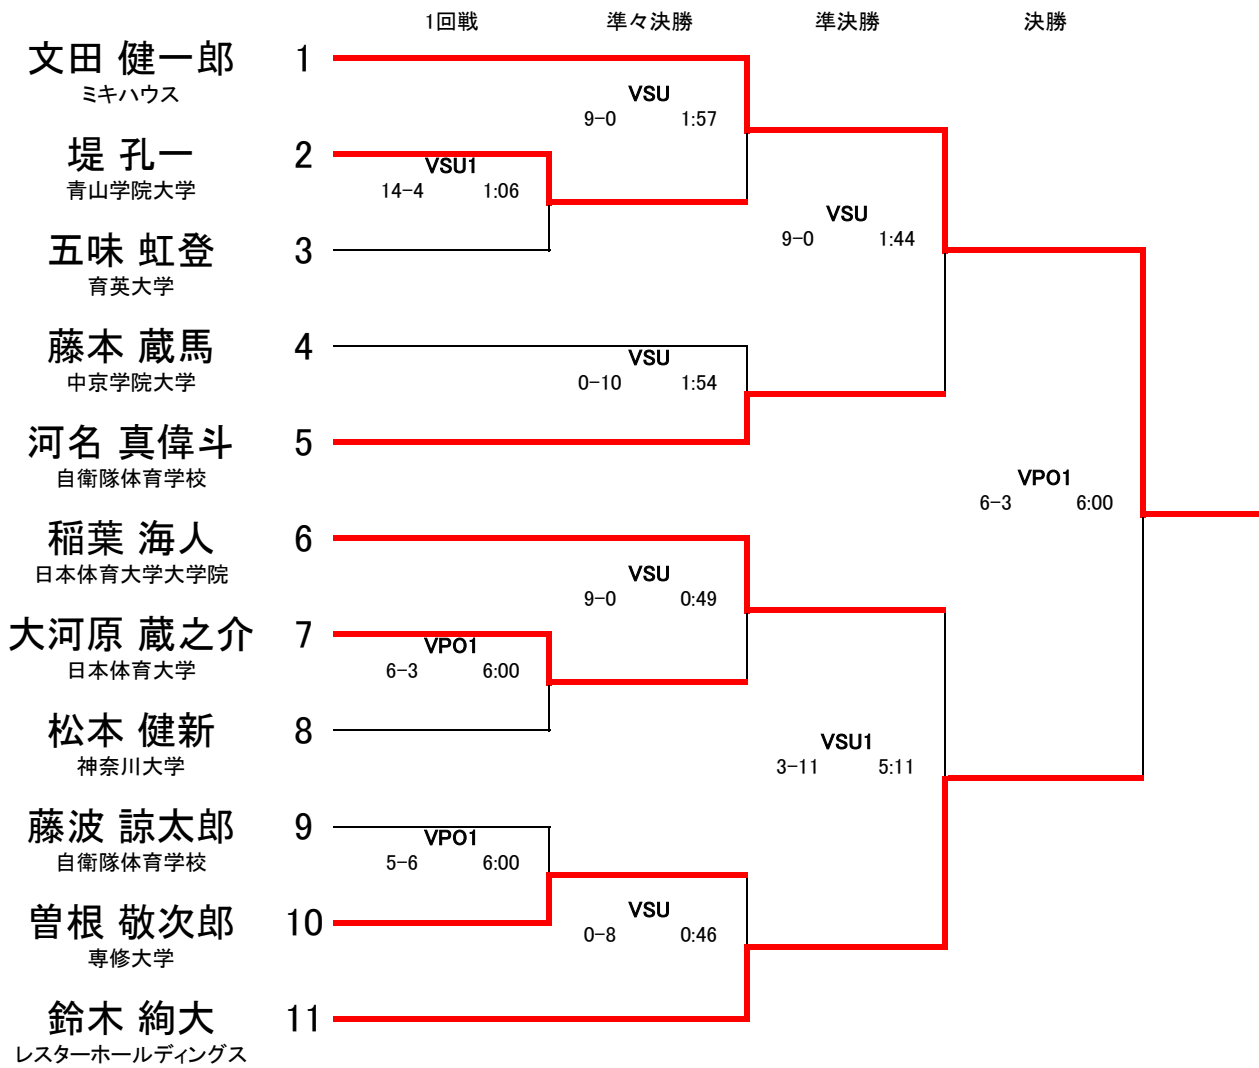 1回戦 準々決勝 準決勝 決勝
文田 健一郎 1
ミキハウス
VSU
9-0 1:57
堤 孔一 2
青山学院大学
VSU1
14-4 1:06
VSU
9-0 1:44
五味 虹登 3
育英大学
藤本 蔵馬 4
中京学院大学
VSU
0-10 1:54
河名 真偉斗 5
自衛隊体育学校
VPO1
6-3 6:00
稲葉 海人 6
日本体育大学大学院
VSU
9-0 0:49
大河原 蔵之介 7
日本体育大学
VPO1
6-3 6:00
松本 健新 8
神奈川大学
VSU1
3-11 5:11
藤波 諒太郎 9
自衛隊体育学校
VPO1
5-6 6:00
曽根 敬次郎 10
専修大学
VSU
0-8 0:46
鈴木 絢大 11
レスターホールディングス